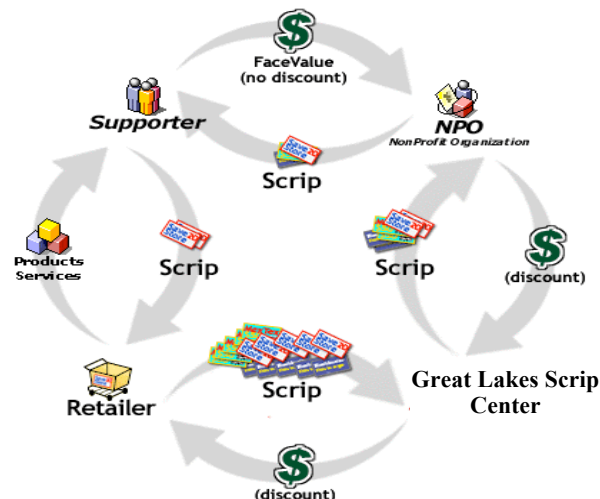 FaceValue
(no discount)
Supporter
NPO
NonProfit Organization
Scrip
Products
Services
Scrip
Scrip
(discount)
Retailer
Scrip
Great Lakes Scrip
Center
(discount)